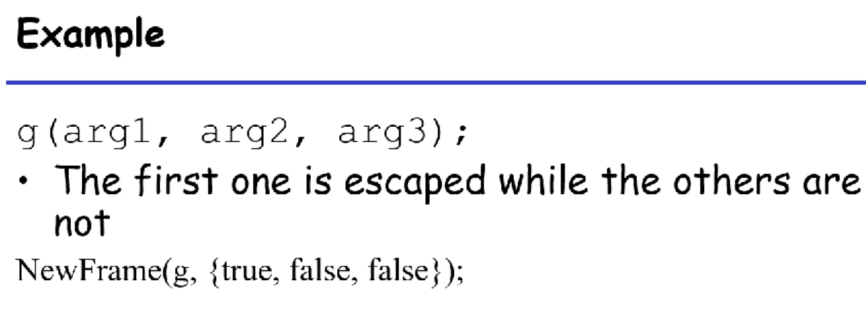 Example
g(arg1, arg2, arg3);
• The first one is escaped while the others are
not
NewFrame(g, {true, false, false});